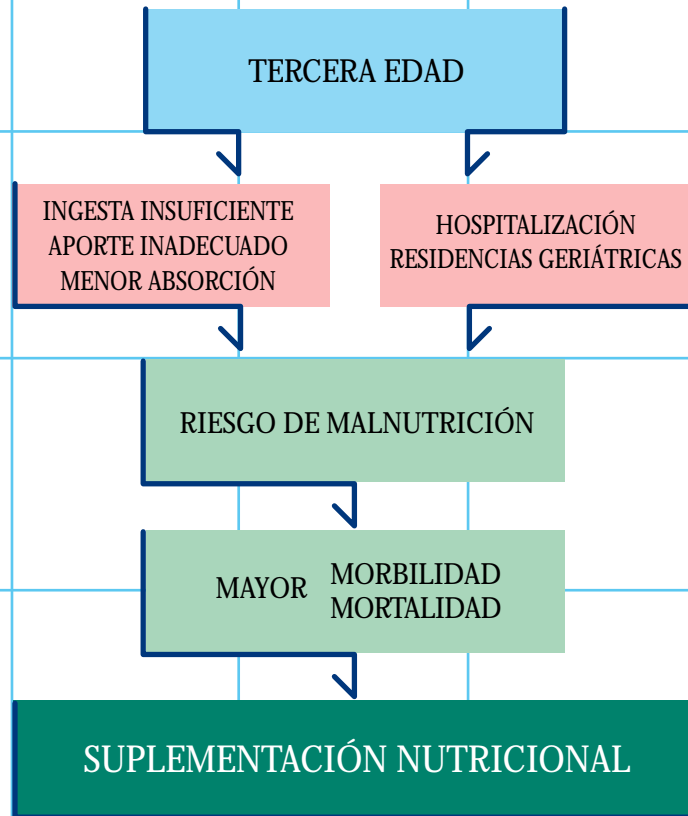 TERCERA EDAD
INGESTA INSUFICIENTE
APORTE INADECUADO
MENOR ABSORCIÓN
HOSPITALIZACIÓN
RESIDENCIAS GERIÁTRICAS
RIESGO DE MALNUTRICIÓN
MAYOR MORBILIDAD
MORTALIDAD
SUPLEMENTACIÓN NUTRICIONAL